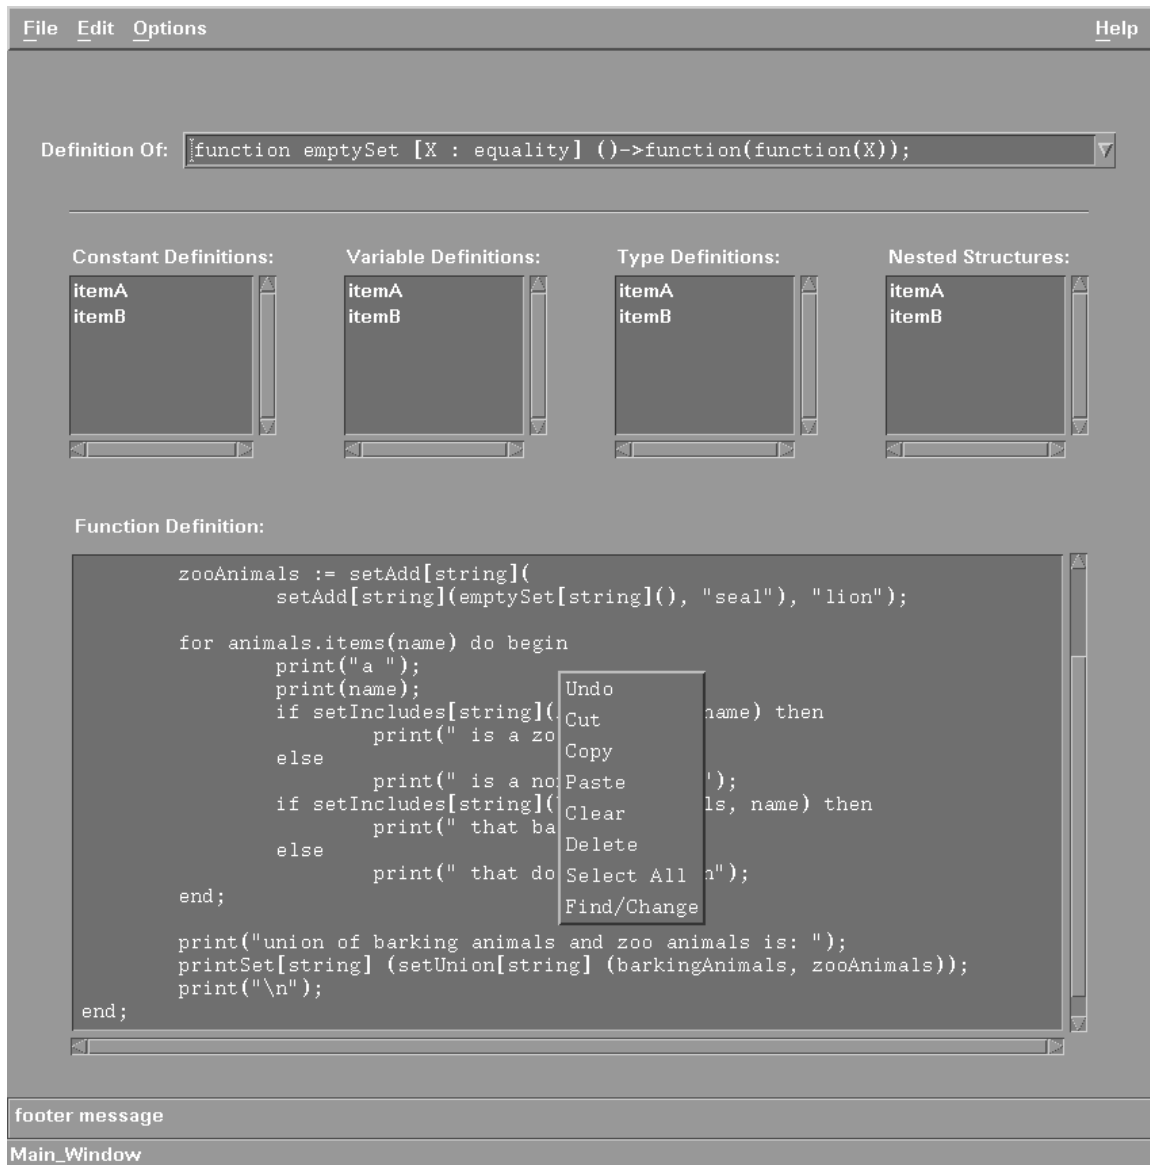 File Edit Options Help
Definition Of: function emptySet [X : equality] ()->function(function(X));
Constant Definitions: Variable Definitions: Type Definitions: Nested Structures:
itemA itemA itemA itemA
itemB itemB itemB itemB
Function Definition:
zooAnimals := setAdd[string](
setAdd[string](emptySet[string](), "seal"), "lion");
for animals.items(name) do begin
print("a ");
print(name);
if setIncludes[string]( name) then
print(" is a zo
else
print(" is a no ");
if setIncludes[string]( ls, name) then
print(" that ba
else
print(" that do n");
end;
print("union of barking animals and zoo animals is: ");
printSet[string] (setUnion[string] (barkingAnimals, zooAnimals));
print("\n");
end;
Undo
Cut
Copy
Paste
Clear
Delete
Select All
Find/Change
footer message
Main_Window